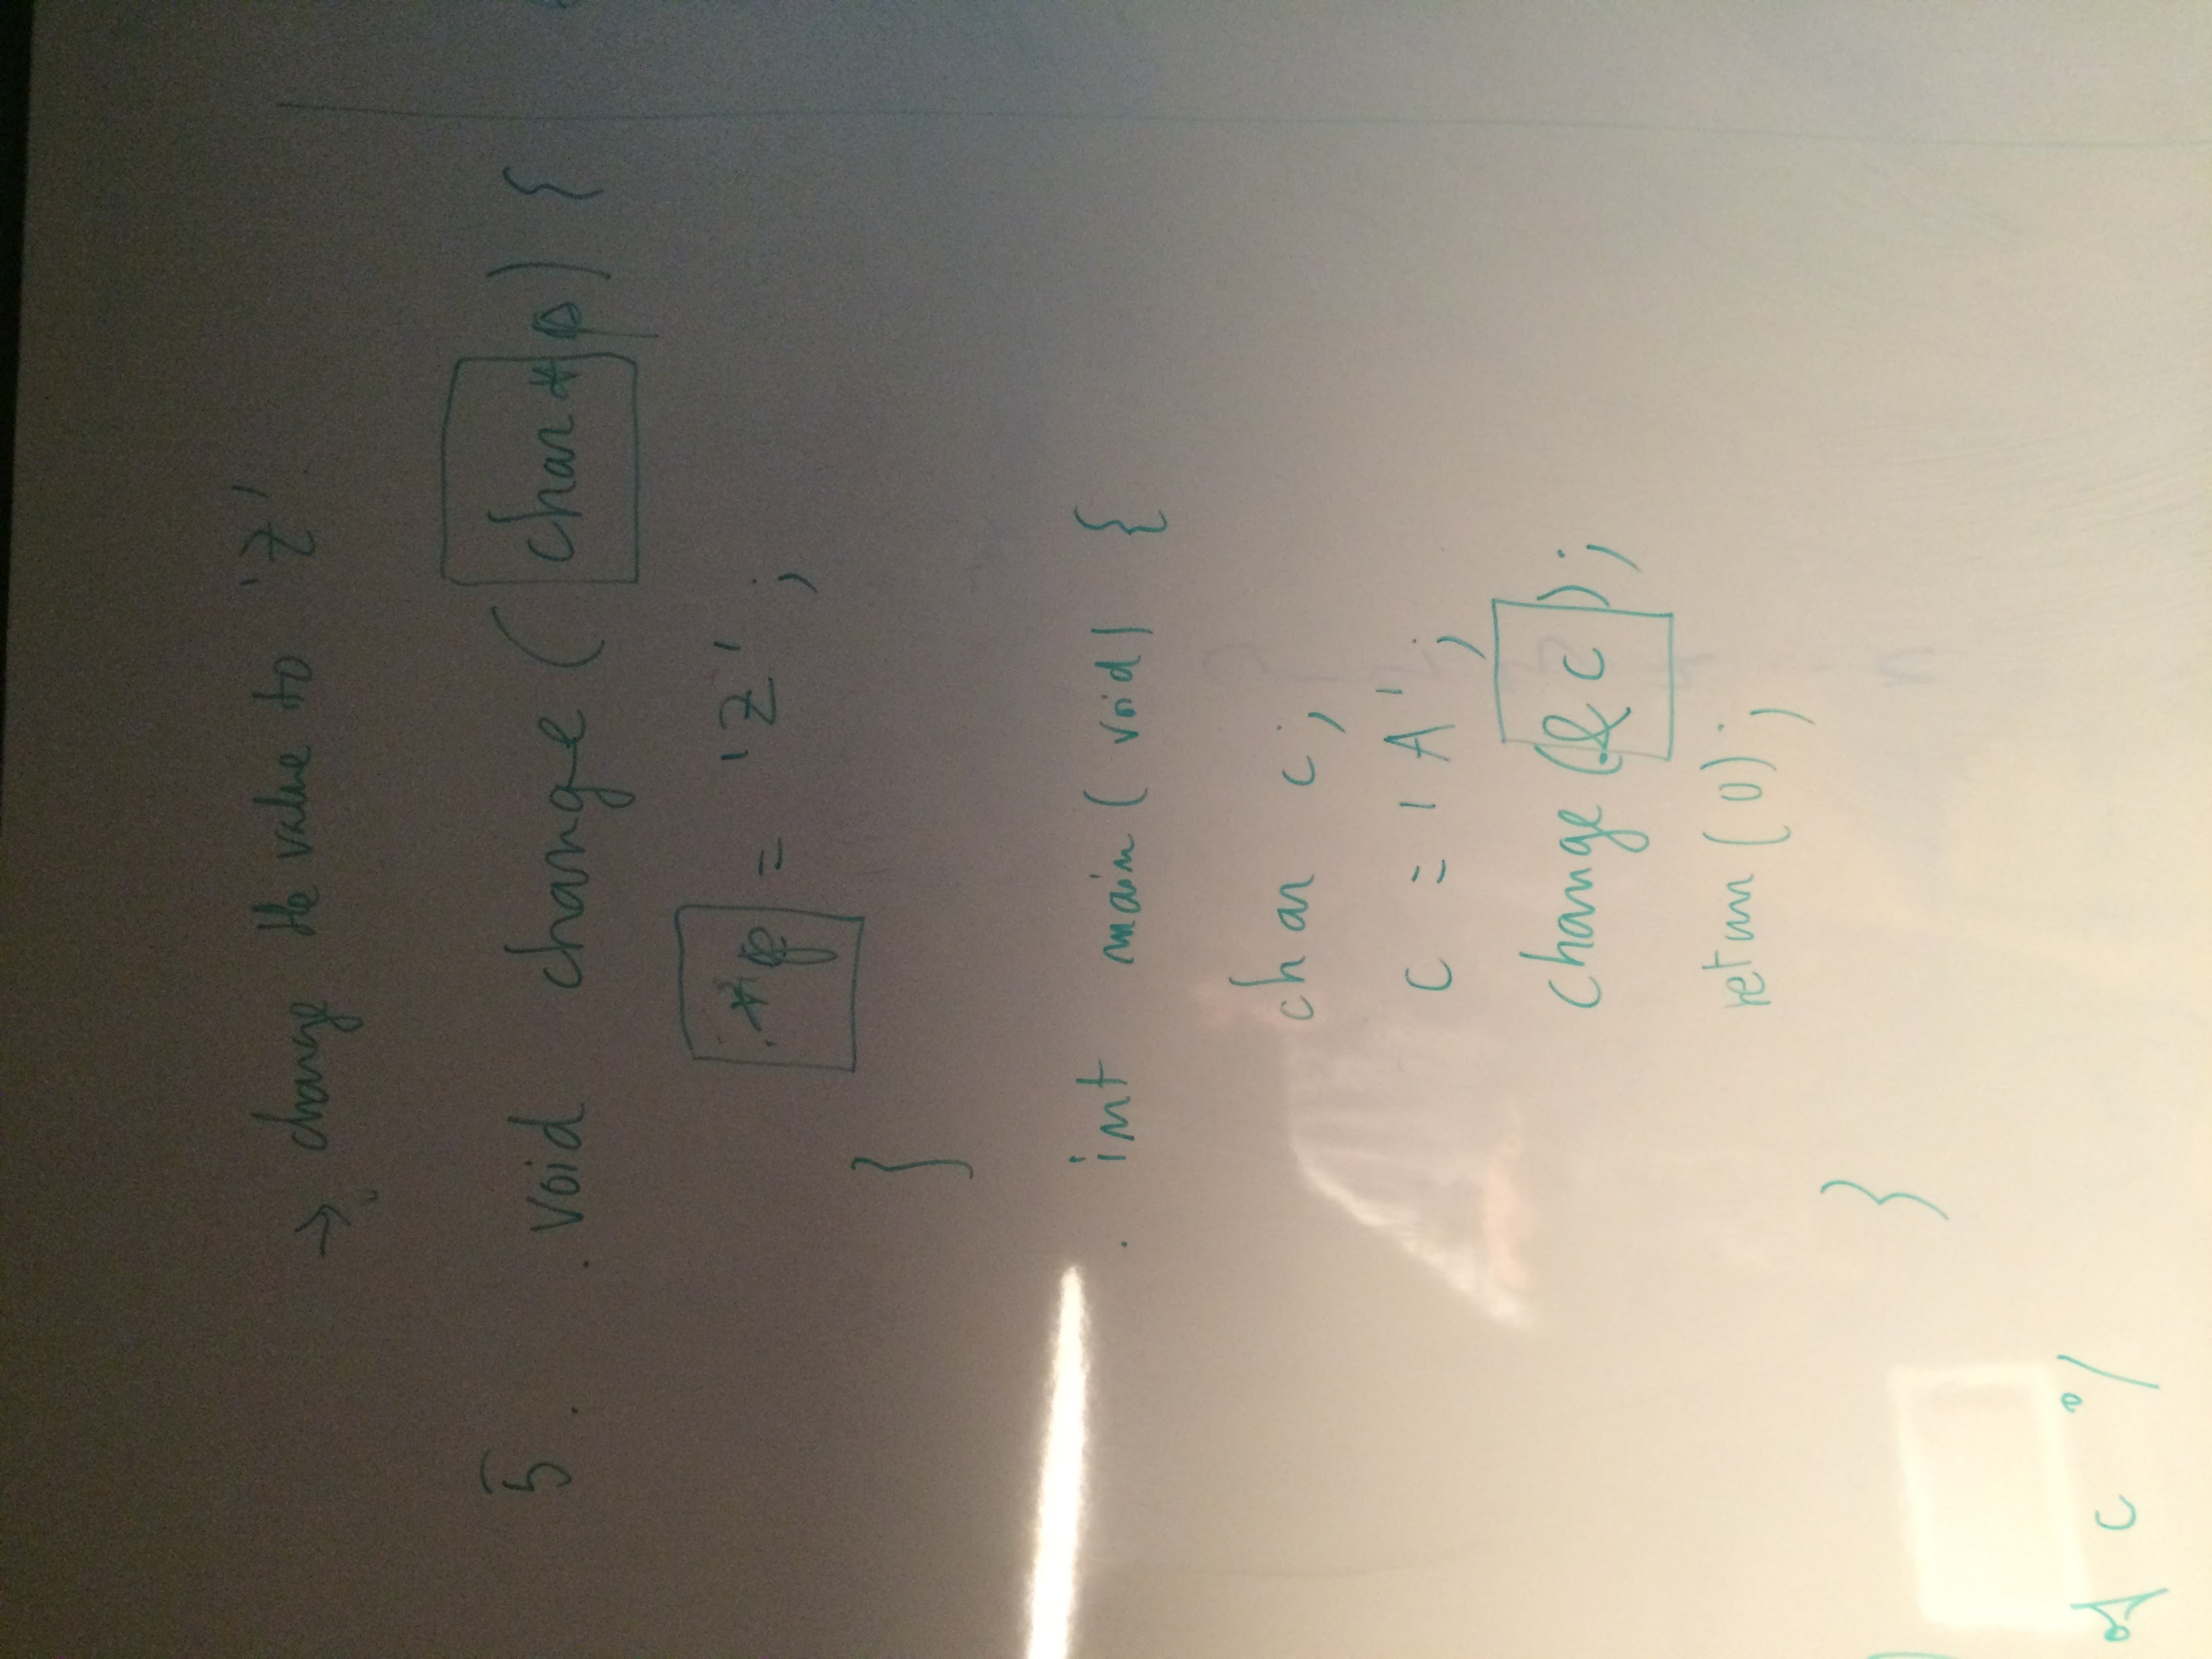 → change the value to 'Z'.
5. . void change ( char * p ) {
*p = 'Z' ;
}
. int main ( void ) {
char c ;
c = 'A' ;
change (& c ) ;
return ( 0 ) ;
}
of c